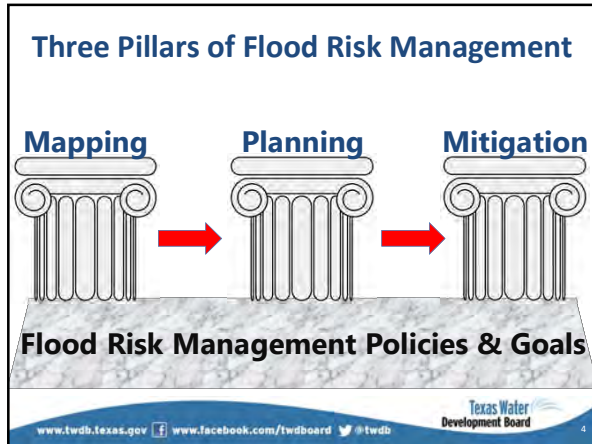 Three Pillars of Flood Risk Management
Mapping Planning Mitigation
Flood Risk Management Policies & Goals
www.twdb.texas.gov f www.facebook.com/twdboard @twdb
Texas Water
Development Board
4